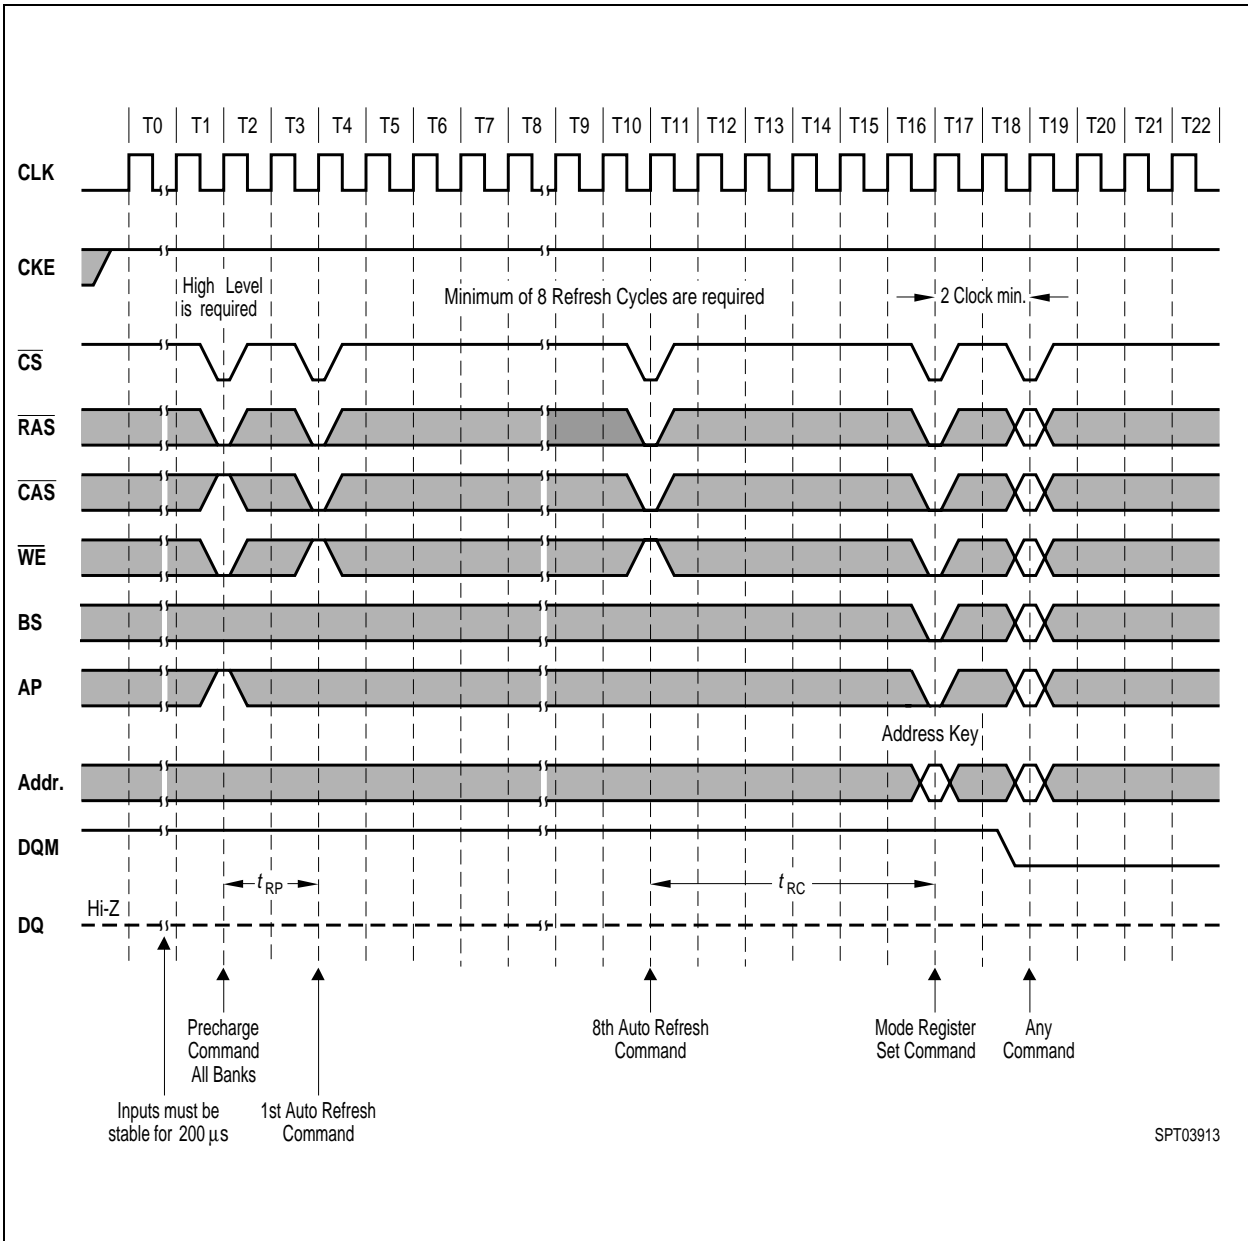 T0 T1 T2 T3 T4 T5 T6 T7 T8 T9 T10 T11 T12 T13 T14 T15 T16 T17 T18 T19 T20 T21 T22
CLK
CKE
High Level
is required
Minimum of 8 Refresh Cycles are required
2 Clock min.
CS
RAS
CAS
WE
BS
AP
Address Key
Addr.
DQM
tRP
tRC
Hi-Z
DQ
Precharge
Command
All Banks
8th Auto Refresh
Command
Mode Register
Set Command
Any
Command
Inputs must be
stable for 200 µs
1st Auto Refresh
Command
SPT03913